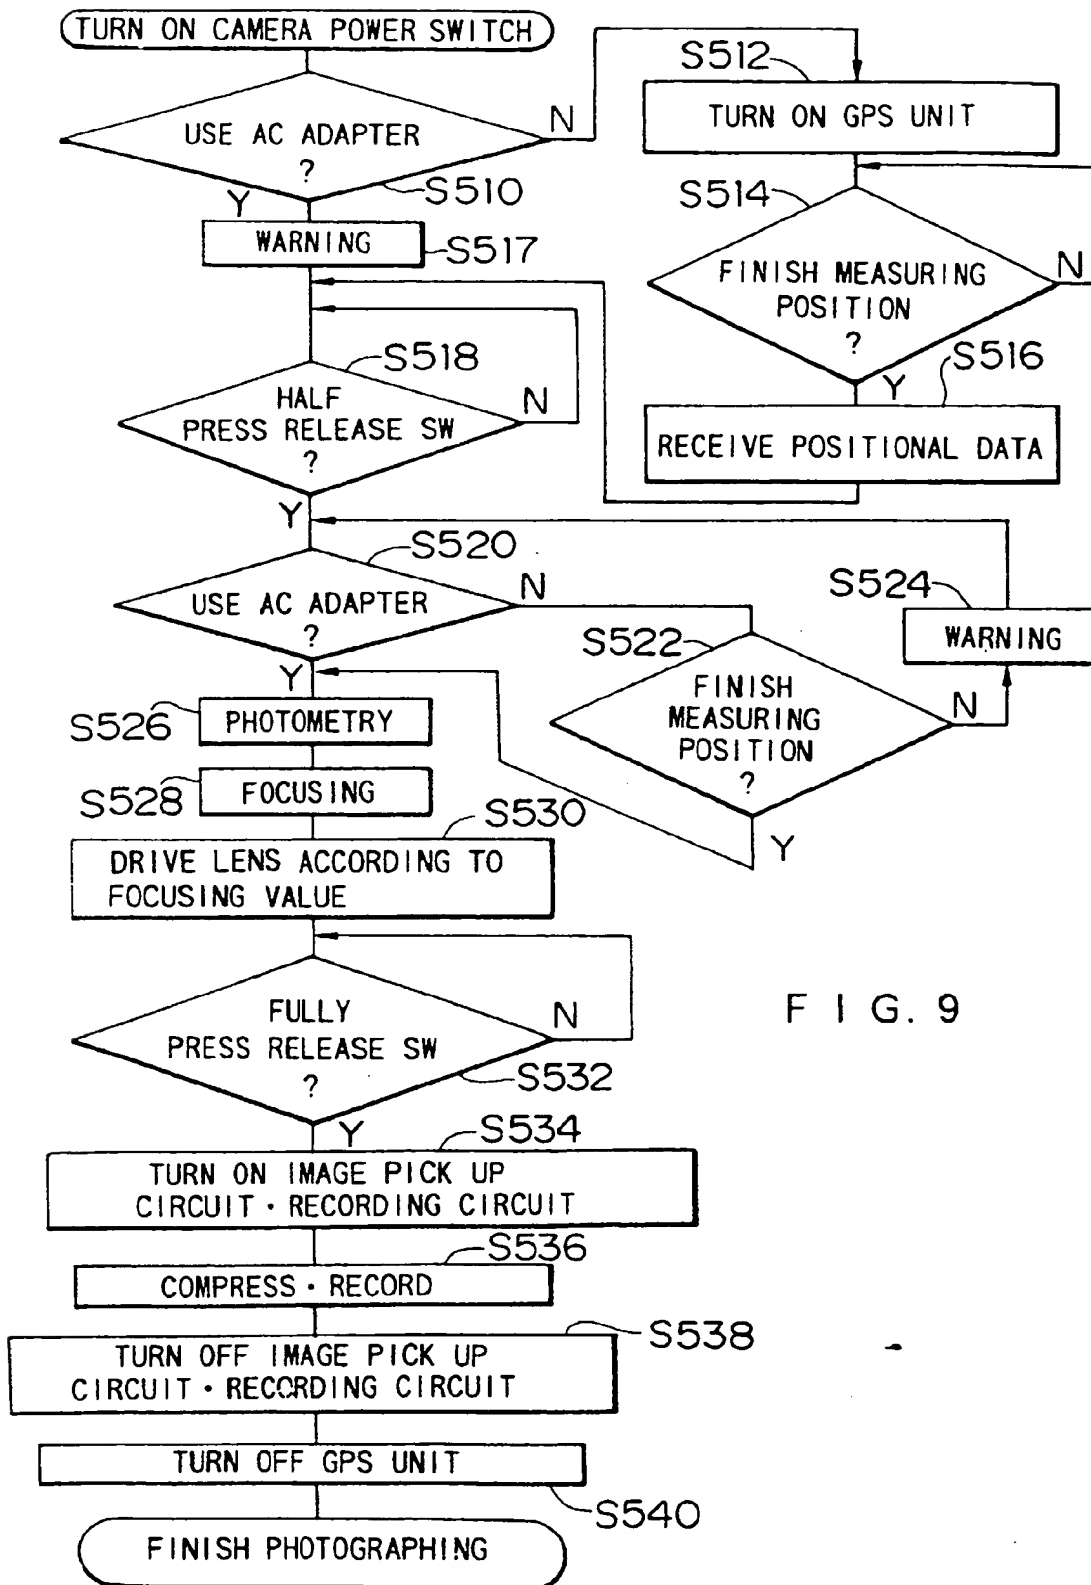 TURN ON CAMERA POWER SWITCH
USE AC ADAPTER
?
N
S510
Y
WARNING
S517
S512
TURN ON GPS UNIT
S514
FINISH MEASURING
POSITION
?
N
Y
S516
RECEIVE POSITIONAL DATA
S518
HALF
PRESS RELEASE SW
?
N
Y
S520
USE AC ADAPTER
?
N
Y
S522
FINISH
MEASURING
POSITION
?
N
Y
S524
WARNING
S526
PHOTOMETRY
S528
FOCUSING
S530
DRIVE LENS ACCORDING TO
FOCUSING VALUE
FULLY
PRESS RELEASE SW
?
N
S532
Y
FIG. 9
S534
TURN ON IMAGE PICK UP
CIRCUIT・RECORDING CIRCUIT
S536
COMPRESS・RECORD
S538
TURN OFF IMAGE PICK UP
CIRCUIT・RECORDING CIRCUIT
TURN OFF GPS UNIT
S540
FINISH PHOTOGRAPHING